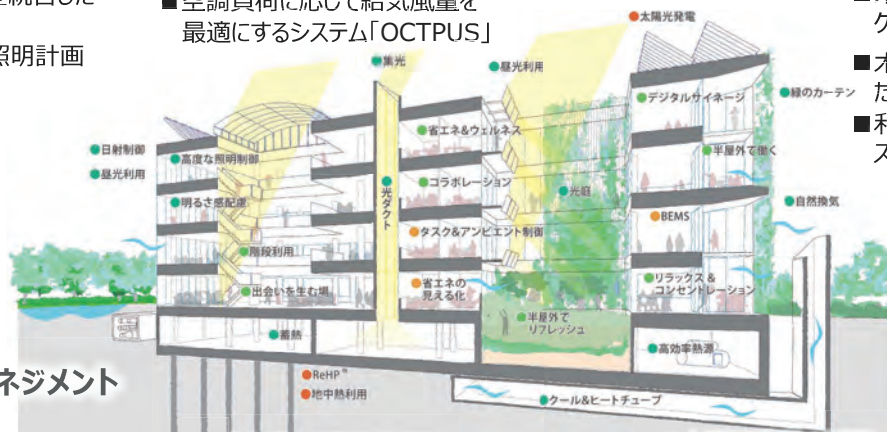 ■空調負荷に応じて給気風量を
最適にするシステム「OCTPUS」
照明計画
●太陽光発電
●集光
●昼光利用
●デジタルサイネージ
●緑のカーテン
●日射制御
●高度な照明制御
●省エネ&ウェルネス
●半屋外で働く
●昼光利用
●コラボレーション
●光庭
●明るさ感配慮
●光ダクト
●自然換気
●タスク&アンビエント制御
●BEMS
●階段利用
●省エネの
見える化
●リラックス &
コンセントレーション
●出会いを生む場
●半屋外で
リフレッシュ
●蓄熱
●高効率熱源
ネジメント
●ReHP®
●地中熱利用
●クール&ヒートチューブ